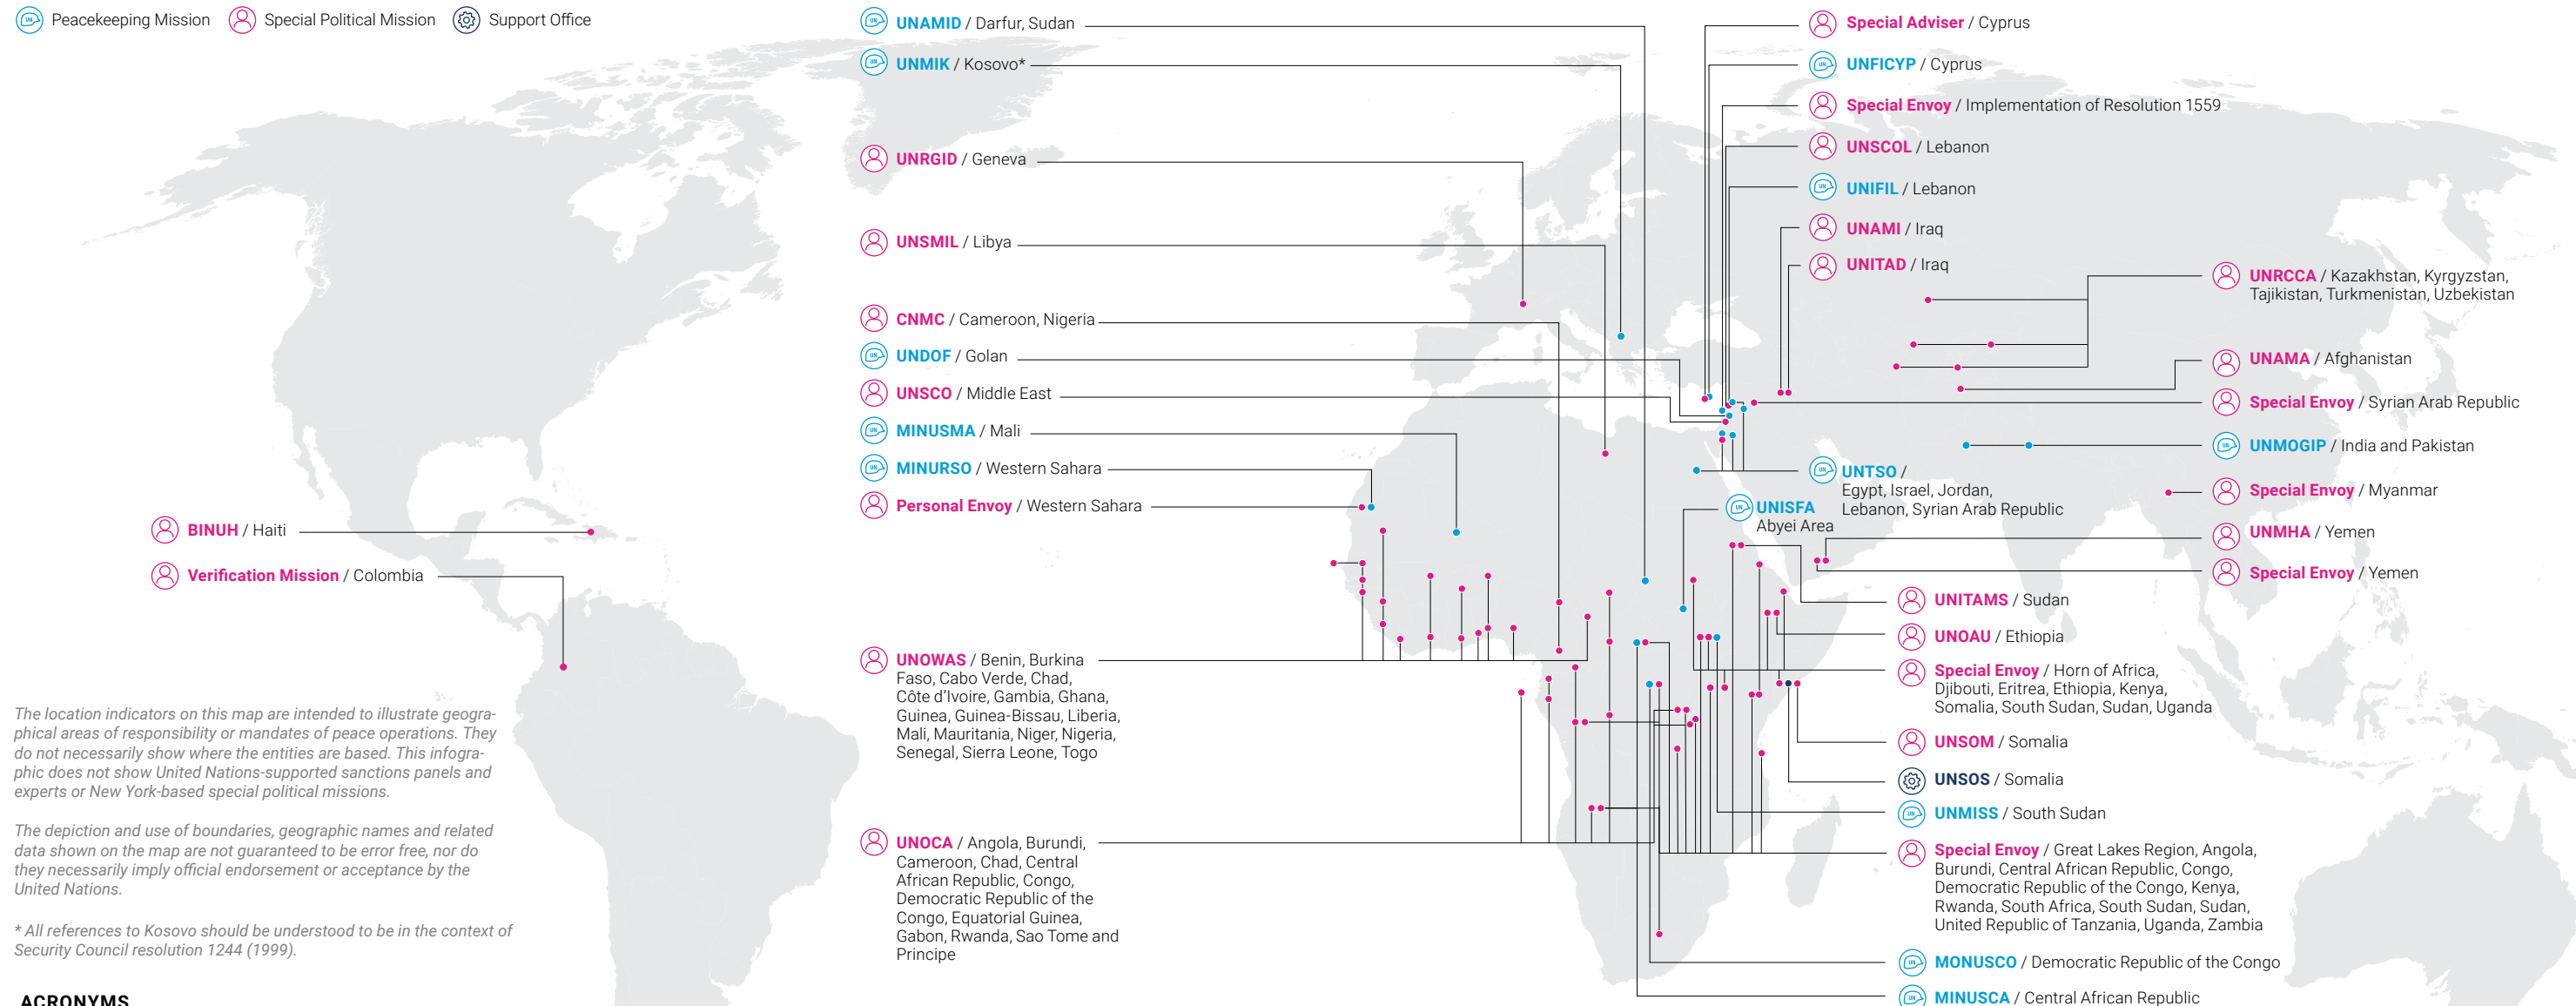 Peacekeeping Mission
Special Political Mission
Support Office
UNAMID / Darfur, Sudan
UNMIK / Kosovo*
UNRGID / Geneva
UNSMIL / Libya
CNMC / Cameroon, Nigeria
UNDOF / Golan
UNSCO / Middle East
MINUSMA / Mali
MINURSO / Western Sahara
Personal Envoy / Western Sahara
BINUH / Haiti
Verification Mission / Colombia
UNOWAS / Benin, Burkina
Faso, Cabo Verde, Chad,
Côte d'Ivoire, Gambia, Ghana,
Guinea, Guinea-Bissau, Liberia,
Mali, Mauritania, Niger, Nigeria,
Senegal, Sierra Leone, Togo
UNOCA / Angola, Burundi,
Cameroon, Chad, Central
African Republic, Congo,
Democratic Republic of the
Congo, Equatorial Guinea,
Gabon, Rwanda, Sao Tome and
Principe
Special Adviser / Cyprus
UNFICYP / Cyprus
Special Envoy / Implementation of Resolution 1559
UNSCOL / Lebanon
UNIFIL / Lebanon
UNAMI / Iraq
UNITAD / Iraq
UNRCCA / Kazakhstan, Kyrgyzstan,
Tajikistan, Turkmenistan, Uzbekistan
UNAMA / Afghanistan
Special Envoy / Syrian Arab Republic
UNMOGIP / India and Pakistan
UNTSO /
Egypt, Israel, Jordan,
Lebanon, Syrian Arab Republic
UNISFA
Abyei Area
Special Envoy / Myanmar
UNMHA / Yemen
Special Envoy / Yemen
UNITAMS / Sudan
UNOAU / Ethiopia
Special Envoy / Horn of Africa,
Djibouti, Eritrea, Ethiopia, Kenya,
Somalia, South Sudan, Sudan, Uganda
UNSOM / Somalia
UNSOS / Somalia
UNMISS / South Sudan
Special Envoy / Great Lakes Region, Angola,
Burundi, Central African Republic, Congo,
Democratic Republic of the Congo, Kenya,
Rwanda, South Africa, South Sudan, Sudan,
United Republic of Tanzania, Uganda, Zambia
MONUSCO / Democratic Republic of the Congo
MINUSCA / Central African Republic
The location indicators on this map are intended to illustrate geogra-
phical areas of responsibility or mandates of peace operations. They
do not necessarily show where the entities are based. This infogra-
phic does not show United Nations-supported sanctions panels and
experts or New York-based special political missions.
The depiction and use of boundaries, geographic names and related
data shown on the map are not guaranteed to be error free, nor do
they necessarily imply official endorsement or acceptance by the
United Nations.
* All references to Kosovo should be understood to be in the context of
Security Council resolution 1244 (1999).
ACRONYMS